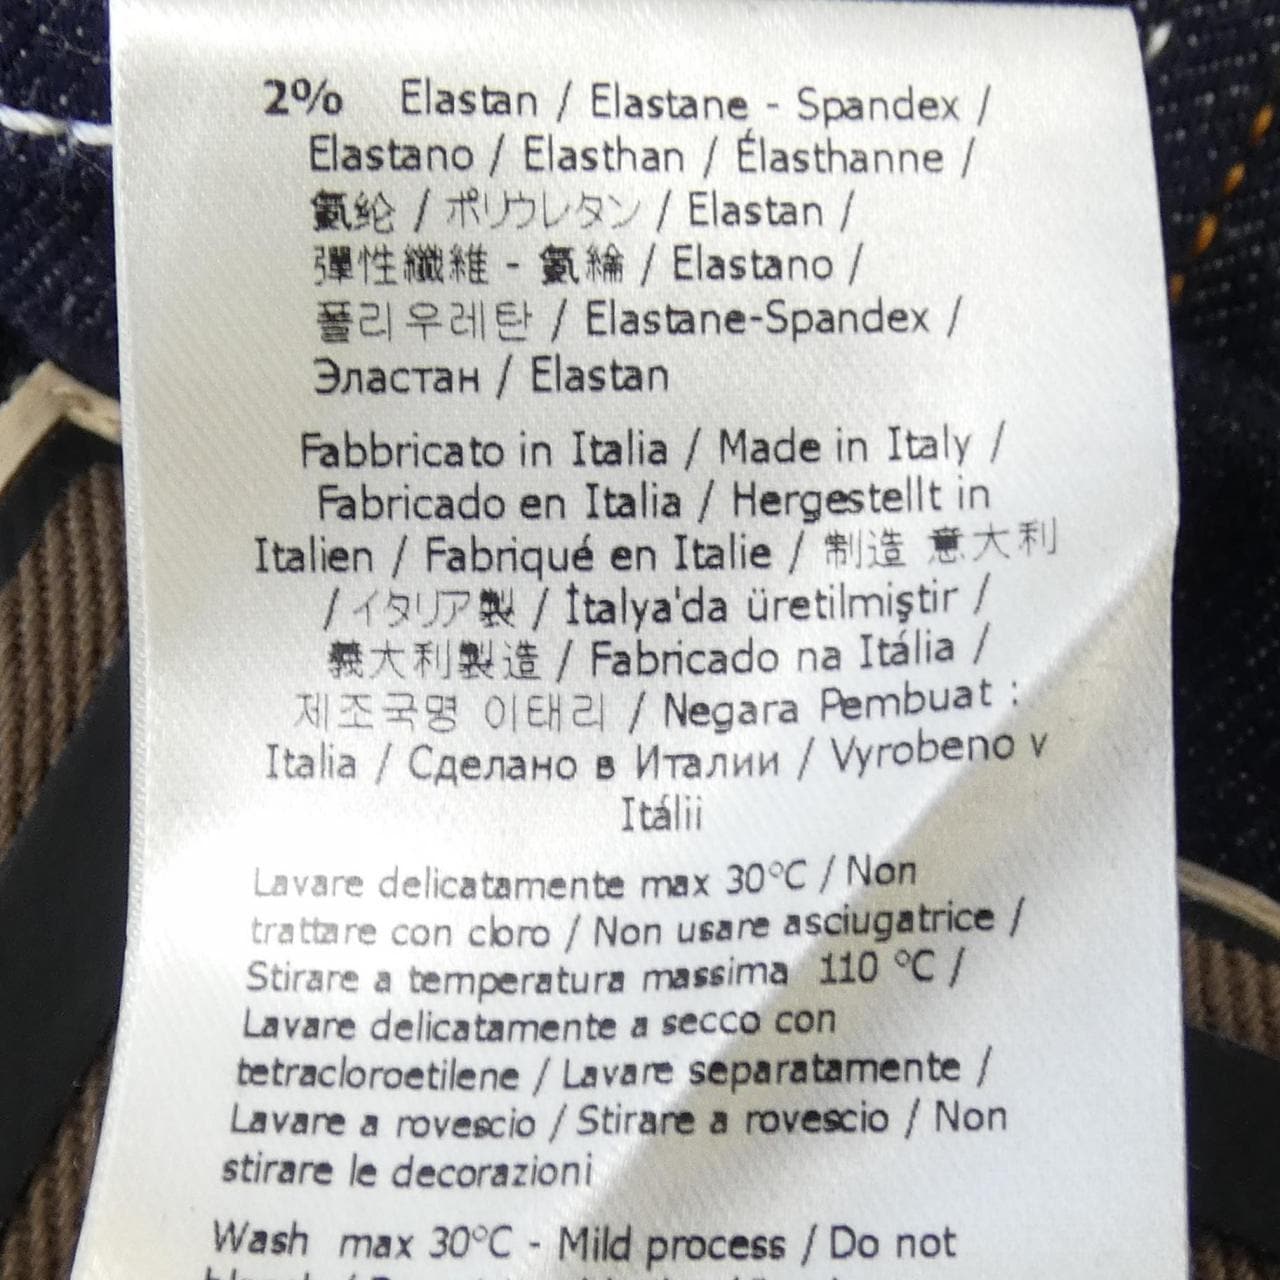 2% Elastan / Elastane - Spandex /
Elastano / Elasthan / Élasthanne /
氨纶 / ポリウレタン / Elastan /
彈性纖維 - 氨綸 / Elastano /
폴리우레탄 / Elastane-Spandex /
Эластан / Elastan
Fabbricato in Italia / Made in Italy /
Fabricado en Italia / Hergestellt in
Italien / Fabriqué en Italie / 制造 意大利
/ イタリア製 / İtalya'da üretilmiştir /
義大利製造 / Fabricado na Itália /
제조국명 이태리 / Negara Pembuat :
Italia / Сделано в Италии / Vyrobeno v
Itálii
Lavare delicatamente max 30°C / Non
trattare con cloro / Non usare asciugatrice /
Stirare a temperatura massima 110 °C /
Lavare delicatamente a secco con
tetracloroetilene / Lavare separatamente /
Lavare a rovescio / Stirare a rovescio / Non
stirare le decorazioni
Wash max 30°C - Mild process / Do not